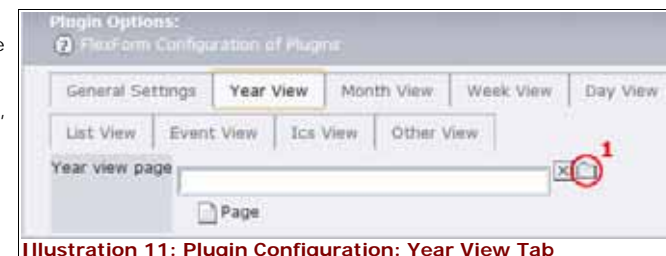 Plugin Options:
FlexForm Configuration of Plugins
e
General Settings Year View Month View Week View Day View
,
List View Event View Ics View Other View
1
Year view page
Page
Illustration 11: Plugin Configuration: Year View Tab